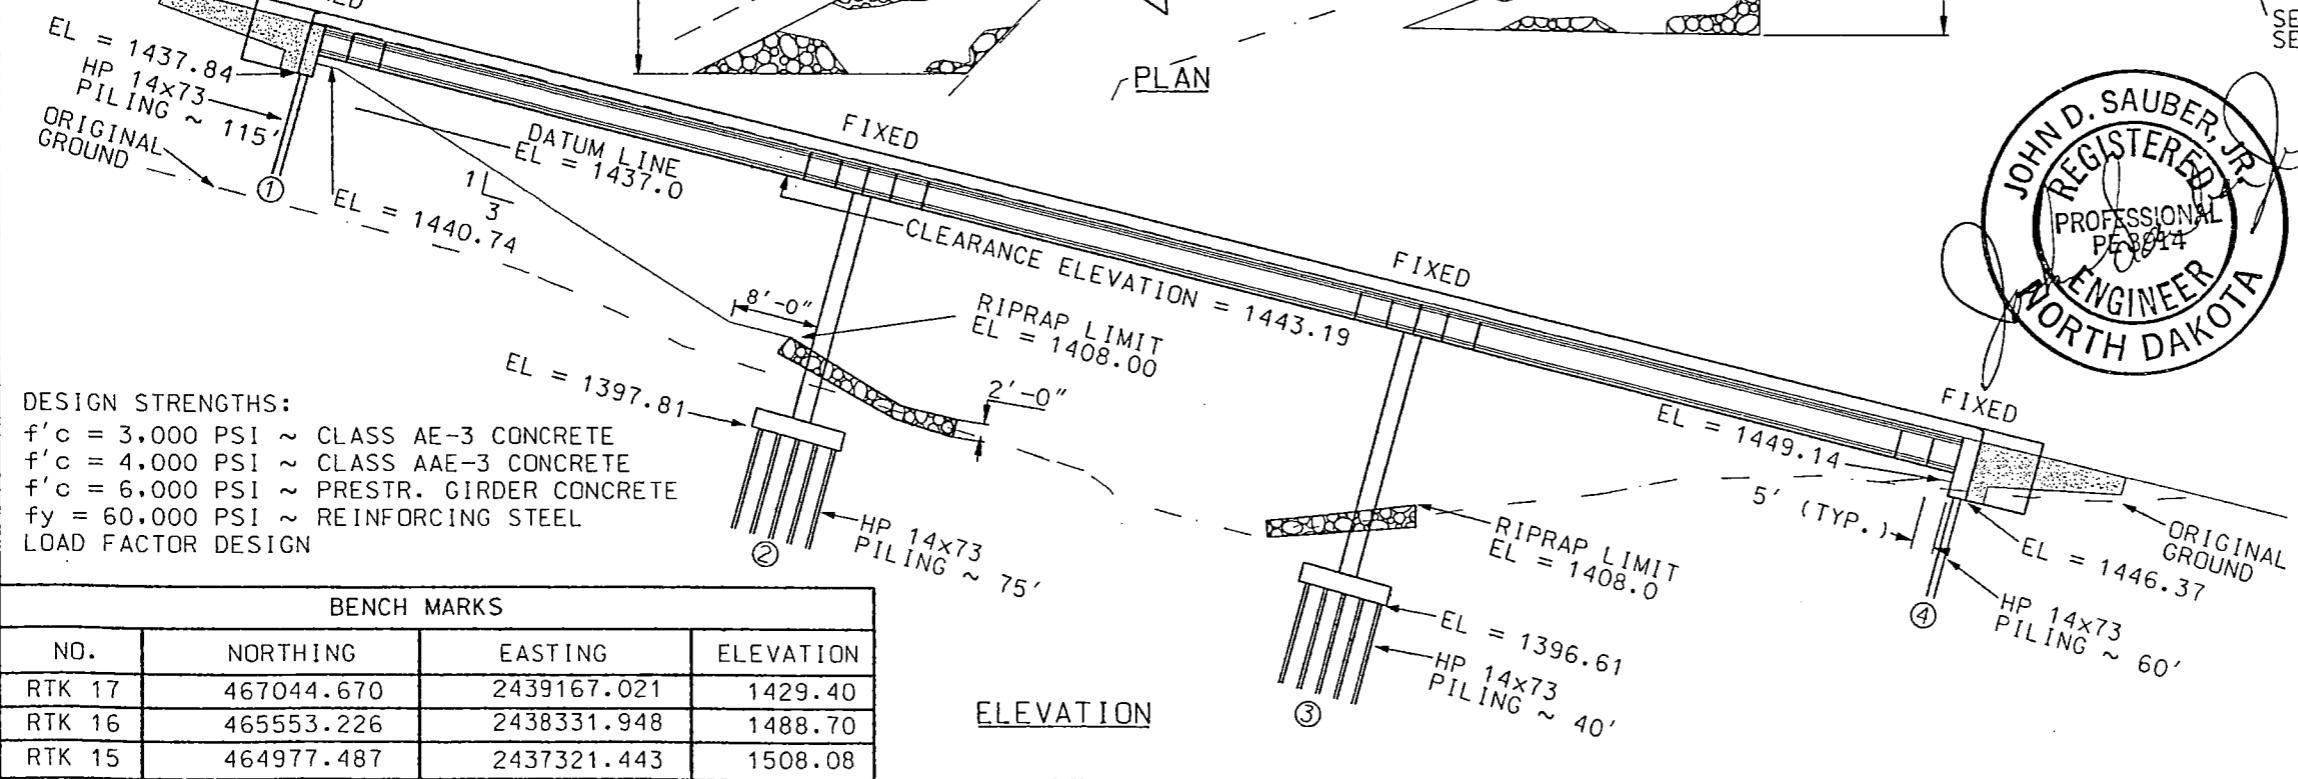 PLAN
EL = 1437.84
HP 14x73
PILING ~ 115'
ORIGINAL
GROUND
1
EL = 1440.74
DATUM LINE
EL = 1437.0
1
3
FIXED
CLEARANCE ELEVATION = 1443.19
FIXED
FIXED
8'-0"
RIPRAP LIMIT
EL = 1408.00
2'-0"
EL = 1397.81
HP 14x73
PILING ~ 75'
2
RIPRAP LIMIT
EL = 1408.0
EL = 1396.61
HP 14x73
PILING ~ 40'
3
EL = 1449.14
5' (TYP.)
ORIGINAL
GROUND
EL = 1446.37
HP 14x73
PILING ~ 60'
4
ELEVATION
JOHN D. SAUBER, JR.
REGISTERED
PROFESSIONAL
PE-3914
ENGINEER
NORTH DAKOTA
DESIGN STRENGTHS:
f'c = 3,000 PSI ~ CLASS AE-3 CONCRETE
f'c = 4,000 PSI ~ CLASS AAE-3 CONCRETE
f'c = 6,000 PSI ~ PRESTR. GIRDER CONCRETE
fy = 60,000 PSI ~ REINFORCING STEEL
LOAD FACTOR DESIGN
BENCH MARKS
NO. NORTHING EASTING ELEVATION
RTK 17 467044.670 2439167.021 1429.40
RTK 16 465553.226 2438331.948 1488.70
RTK 15 464977.487 2437321.443 1508.08